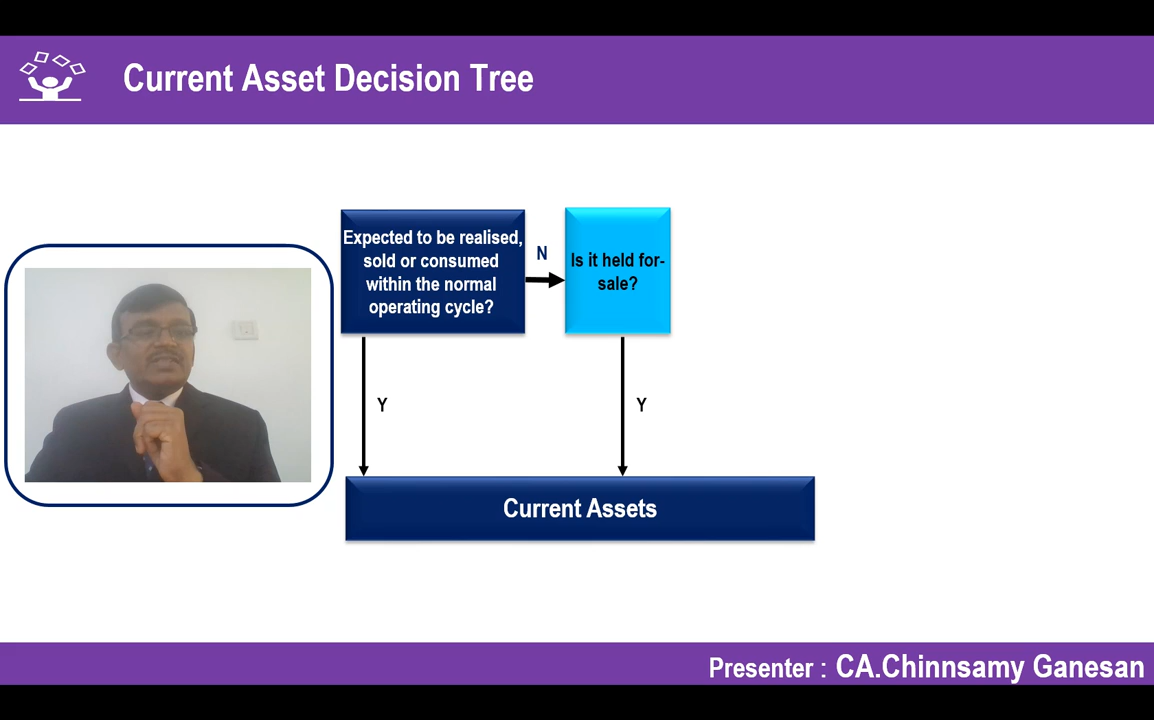 Current Asset Decision Tree
Expected to be realised,
sold or consumed
within the normal
operating cycle?
N
Is it held for-
sale?
Y
Y
Current Assets
Presenter : CA.Chinnsamy Ganesan